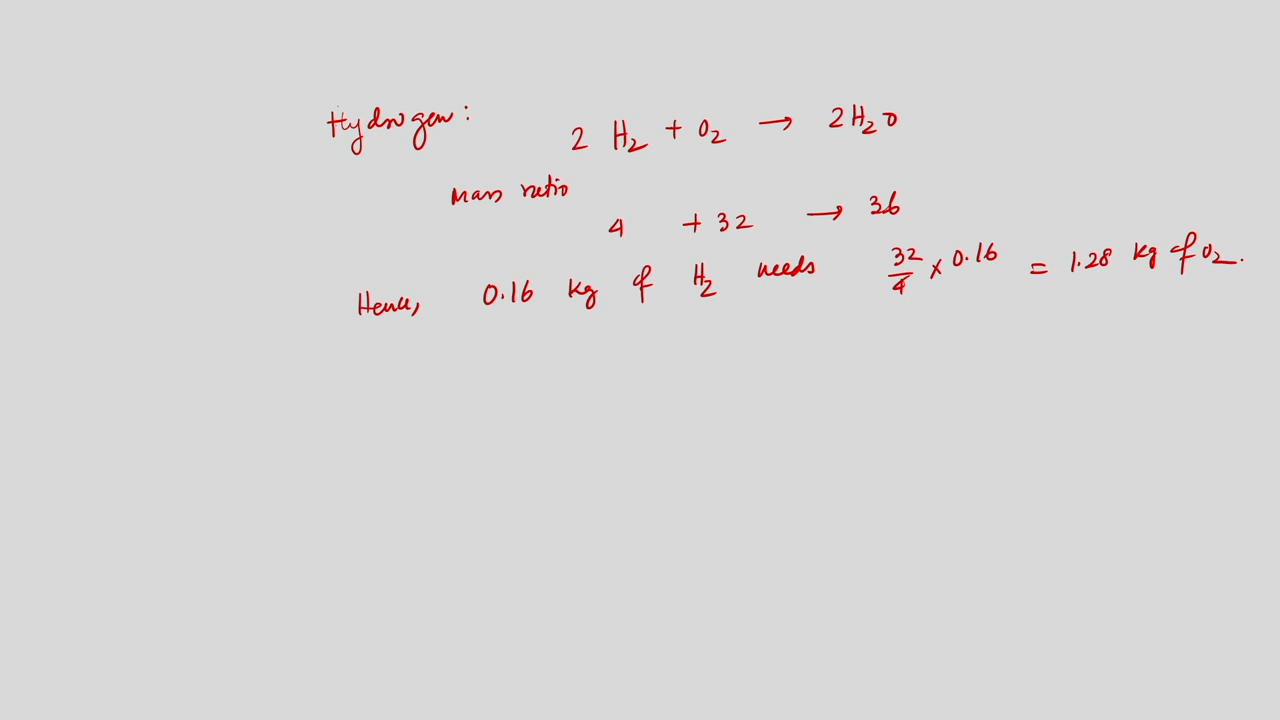 Hydrogen: 2 H₂ + O₂ → 2H₂O
Mass ratio
4 + 32 → 36
Hence, 0.16 kg of H₂ needs 32/4 × 0.16 = 1.28 kg of O₂.